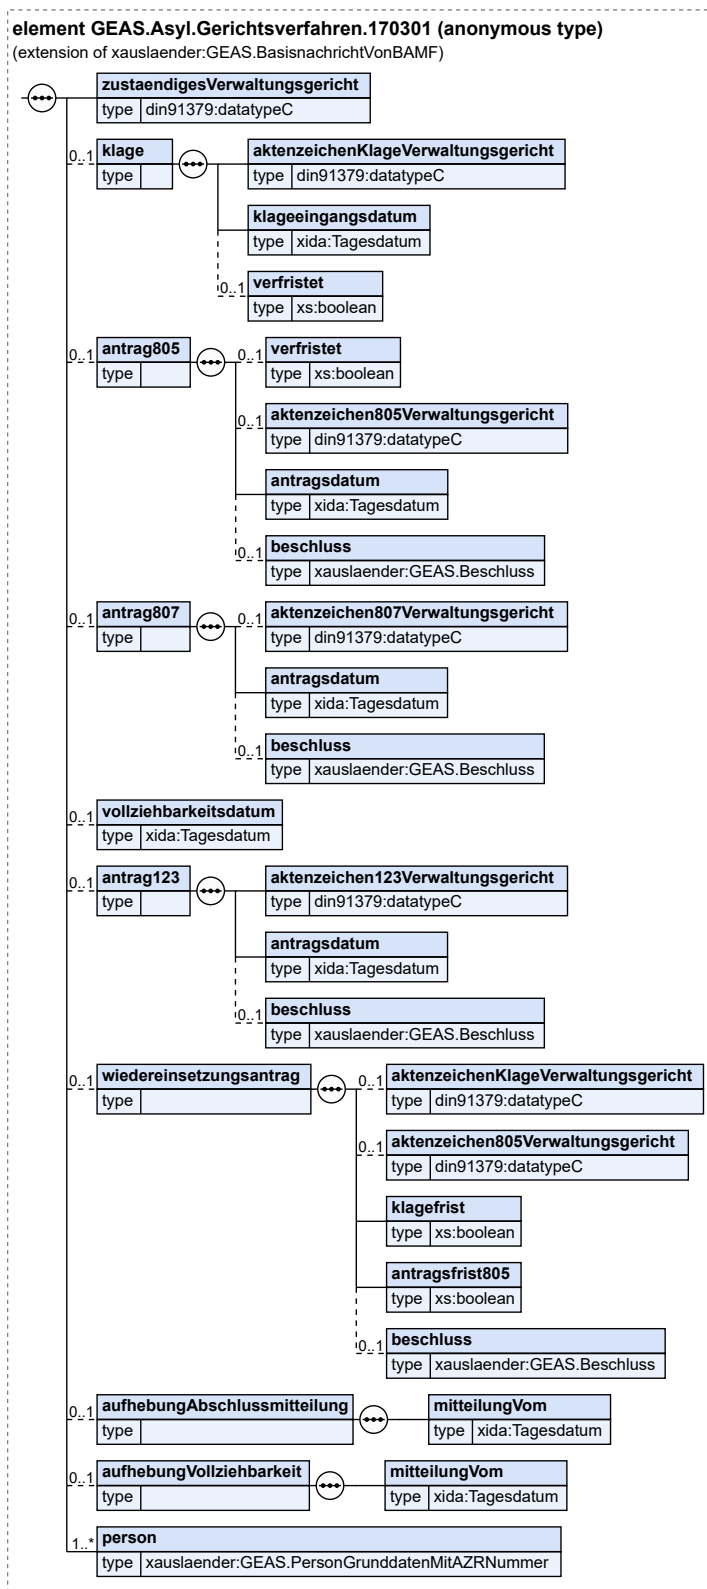 element GEAS.Asyl.Gerichtsverfahren.170301 (anonymous type)
(extension of xauslaender:GEAS.BasisnachrichtVonBAMF)
zustaendigesVerwaltungsgericht
type din91379:datatypeC
0..1 klage
type
aktenzeichenKlageVerwaltungsgericht
type din91379:datatypeC
klageeingangsdatum
type xida:Tagesdatum
0..1 verfristet
type xs:boolean
0..1 antrag805
type
0..1 verfristet
type xs:boolean
0..1 aktenzeichen805Verwaltungsgericht
type din91379:datatypeC
antragsdatum
type xida:Tagesdatum
0..1 beschluss
type xauslaender:GEAS.Beschluss
0..1 antrag807
type
0..1 aktenzeichen807Verwaltungsgericht
type din91379:datatypeC
antragsdatum
type xida:Tagesdatum
0..1 beschluss
type xauslaender:GEAS.Beschluss
0..1 vollziehbarkeitsdatum
type xida:Tagesdatum
0..1 antrag123
type
aktenzeichen123Verwaltungsgericht
type din91379:datatypeC
antragsdatum
type xida:Tagesdatum
0..1 beschluss
type xauslaender:GEAS.Beschluss
0..1 wiedereinsetzungsantrag
type
0..1 aktenzeichenKlageVerwaltungsgericht
type din91379:datatypeC
0..1 aktenzeichen805Verwaltungsgericht
type din91379:datatypeC
klagefrist
type xs:boolean
antragsfrist805
type xs:boolean
0..1 beschluss
type xauslaender:GEAS.Beschluss
0..1 aufhebungAbschlussmitteilung
type
mitteilungVom
type xida:Tagesdatum
0..1 aufhebungVollziehbarkeit
type
mitteilungVom
type xida:Tagesdatum
1..* person
type xauslaender:GEAS.PersonGrunddatenMitAZRNummer